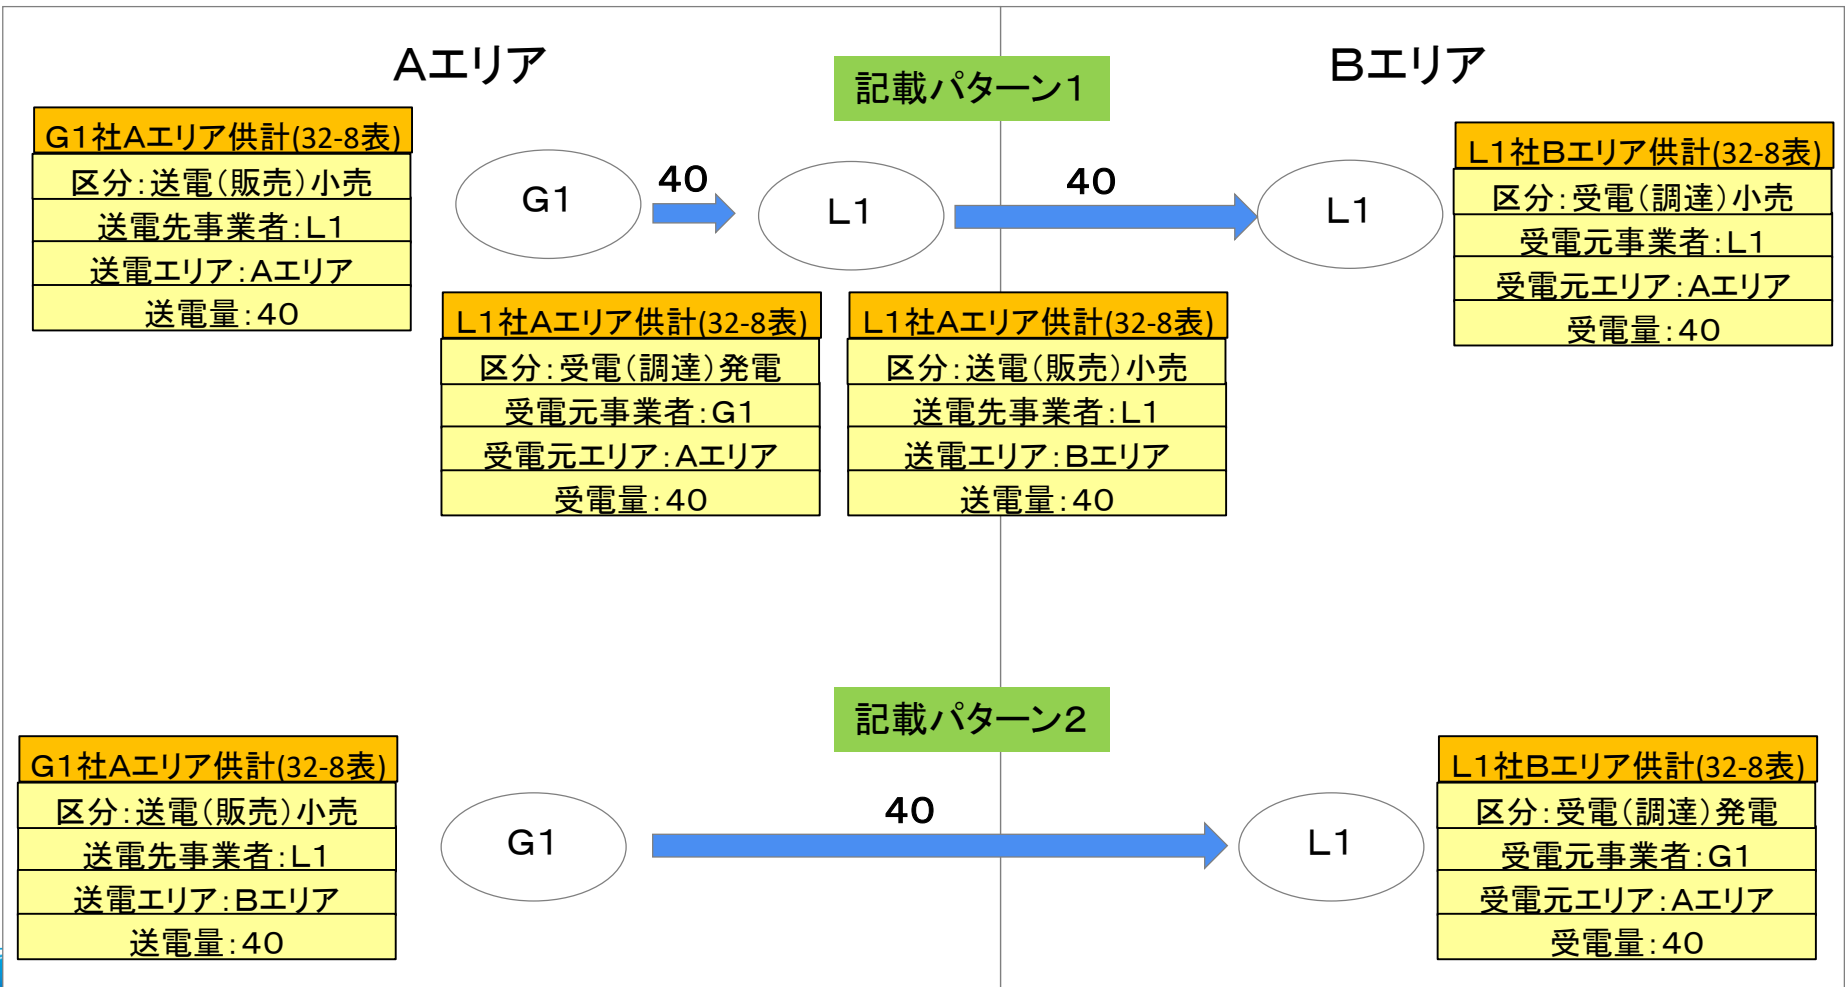 Aエリア
Bエリア
記載パターン1
G1社Aエリア供計(32-8表)
区分:送電(販売)小売
送電先事業者:L1
送電エリア:Aエリア
送電量:40
G1
40
L1
40
L1
L1社Bエリア供計(32-8表)
区分:受電(調達)小売
受電元事業者:L1
受電元エリア:Aエリア
受電量:40
L1社Aエリア供計(32-8表)
区分:受電(調達)発電
受電元事業者:G1
受電元エリア:Aエリア
受電量:40
L1社Aエリア供計(32-8表)
区分:送電(販売)小売
送電先事業者:L1
送電エリア:Bエリア
送電量:40
記載パターン2
G1社Aエリア供計(32-8表)
区分:送電(販売)小売
送電先事業者:L1
送電エリア:Bエリア
送電量:40
G1
40
L1
L1社Bエリア供計(32-8表)
区分:受電(調達)発電
受電元事業者:G1
受電元エリア:Aエリア
受電量:40